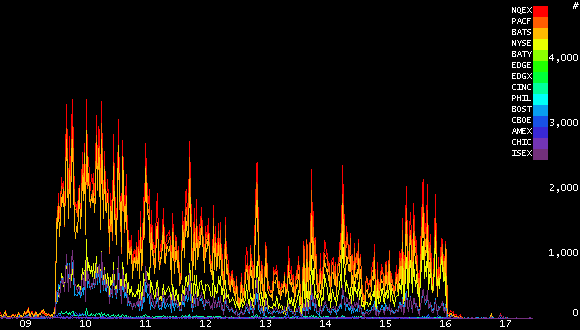 #
NQEX
PACF
BATS
NYSE
BATY
EDGE
EDGX
CINC
PHIL
BOST
CBOE
AMEX
CHIC
ISEX
4,000
3,000
2,000
1,000
0
09 10 11 12 13 14 15 16 17